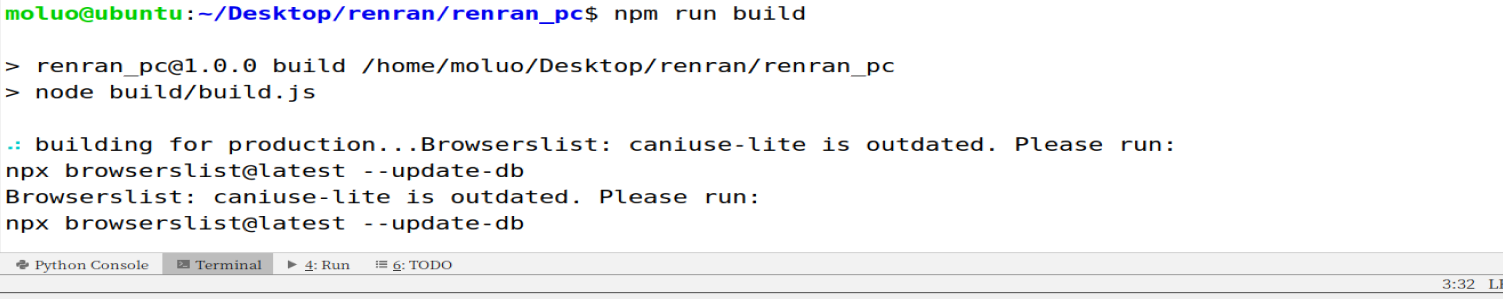 moluo@ubuntu:~/Desktop/renran/renran_pc$ npm run build
> renran_pc@1.0.0 build /home/moluo/Desktop/renran/renran_pc
> node build/build.js
building for production...Browserslist: caniuse-lite is outdated. Please run:
npx browserslist@latest --update-db
Browserslist: caniuse-lite is outdated. Please run:
npx browserslist@latest --update-db
Python Console Terminal 4: Run 6: TODO
3:32